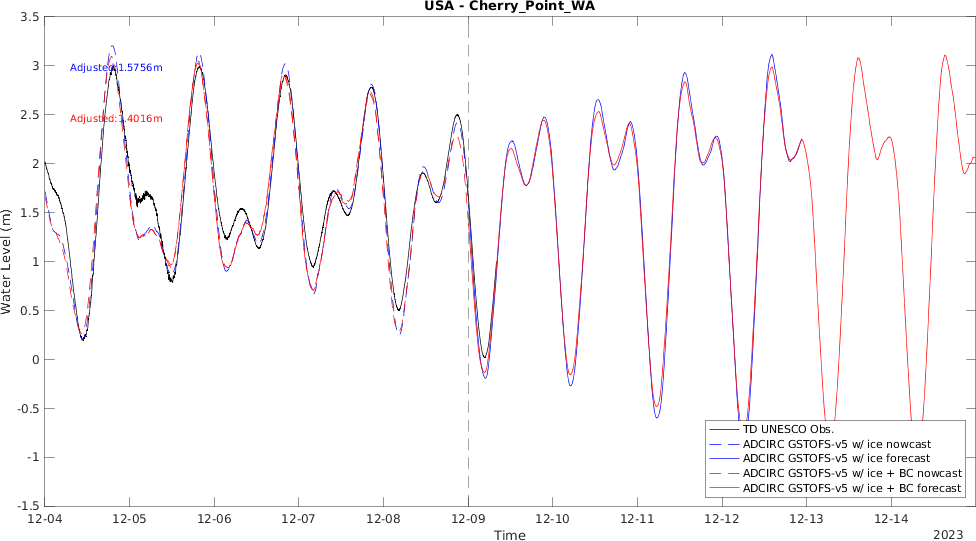 USA - Cherry_Point_WA
3.5
3
2.5
2
1.5
1
0.5
0
-0.5
-1
-1.5
Water Level (m)
Adjusted:1.5756m
Adjusted:1.4016m
TD UNESCO Obs.
ADCIRC GSTOFS-v5 w/ ice nowcast
ADCIRC GSTOFS-v5 w/ ice forecast
ADCIRC GSTOFS-v5 w/ ice + BC nowcast
ADCIRC GSTOFS-v5 w/ ice + BC forecast
12-04 12-05 12-06 12-07 12-08 12-09 12-10 12-11 12-12 12-13 12-14
Time
2023